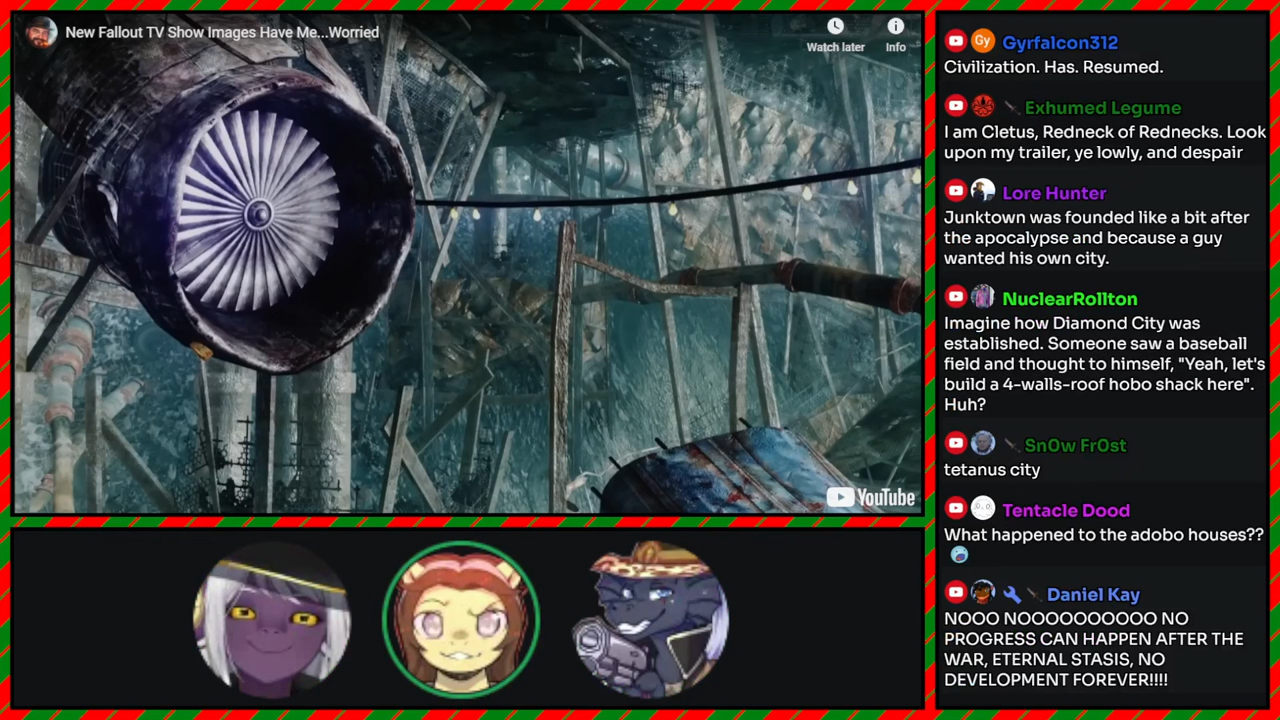 New Fallout TV Show Images Have Me...Worried
Watch later
Info
YouTube
Gy
Gyrfalcon312
Civilization. Has. Resumed.
Exhumed Legume
I am Cletus, Redneck of Rednecks. Look
upon my trailer, ye lowly, and despair
Lore Hunter
Junktown was founded like a bit after
the apocalypse and because a guy
wanted his own city.
NuclearRollton
Imagine how Diamond City was
established. Someone saw a baseball
field and thought to himself, "Yeah, let's
build a 4-walls-roof hobo shack here".
Huh?
Sn0w Fr0st
tetanus city
Tentacle Dood
What happened to the adobo houses??
Daniel Kay
NOOO NOOOOOOOOOO NO
PROGRESS CAN HAPPEN AFTER THE
WAR, ETERNAL STASIS, NO
DEVELOPMENT FOREVER!!!!